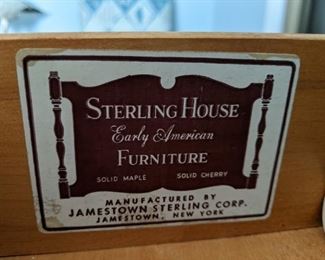 STERLING HOUSE
Early American
FURNITURE
SOLID MAPLE SOLID CHERRY
MANUFACTURED BY
JAMESTOWN STERLING CORP.
JAMESTOWN, NEW YORK